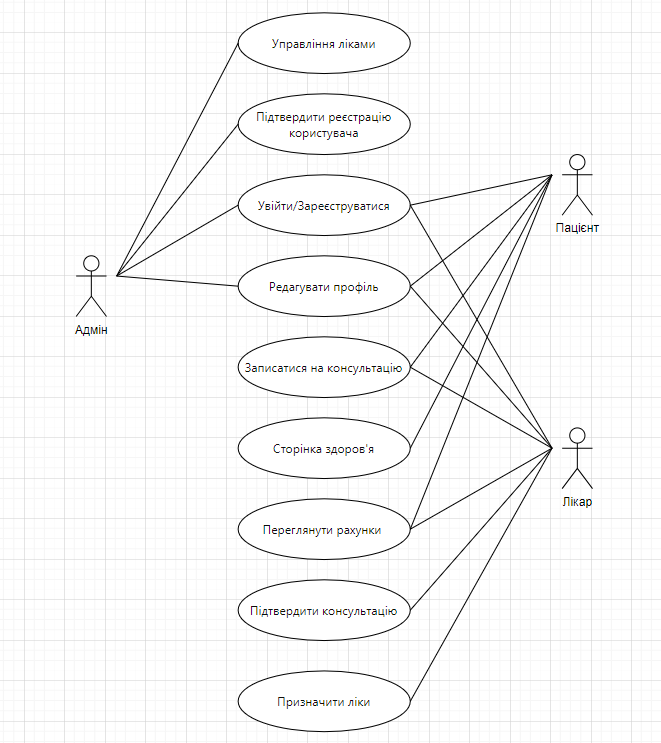 Управління ліками
Підтвердити реєстрацію
користувача
Увійти/Зареєструватися
Пацієнт
Редагувати профіль
Адмін
Записатися на консультацію
Сторінка здоров'я
Лікар
Переглянути рахунки
Підтвердити консультацію
Призначити ліки